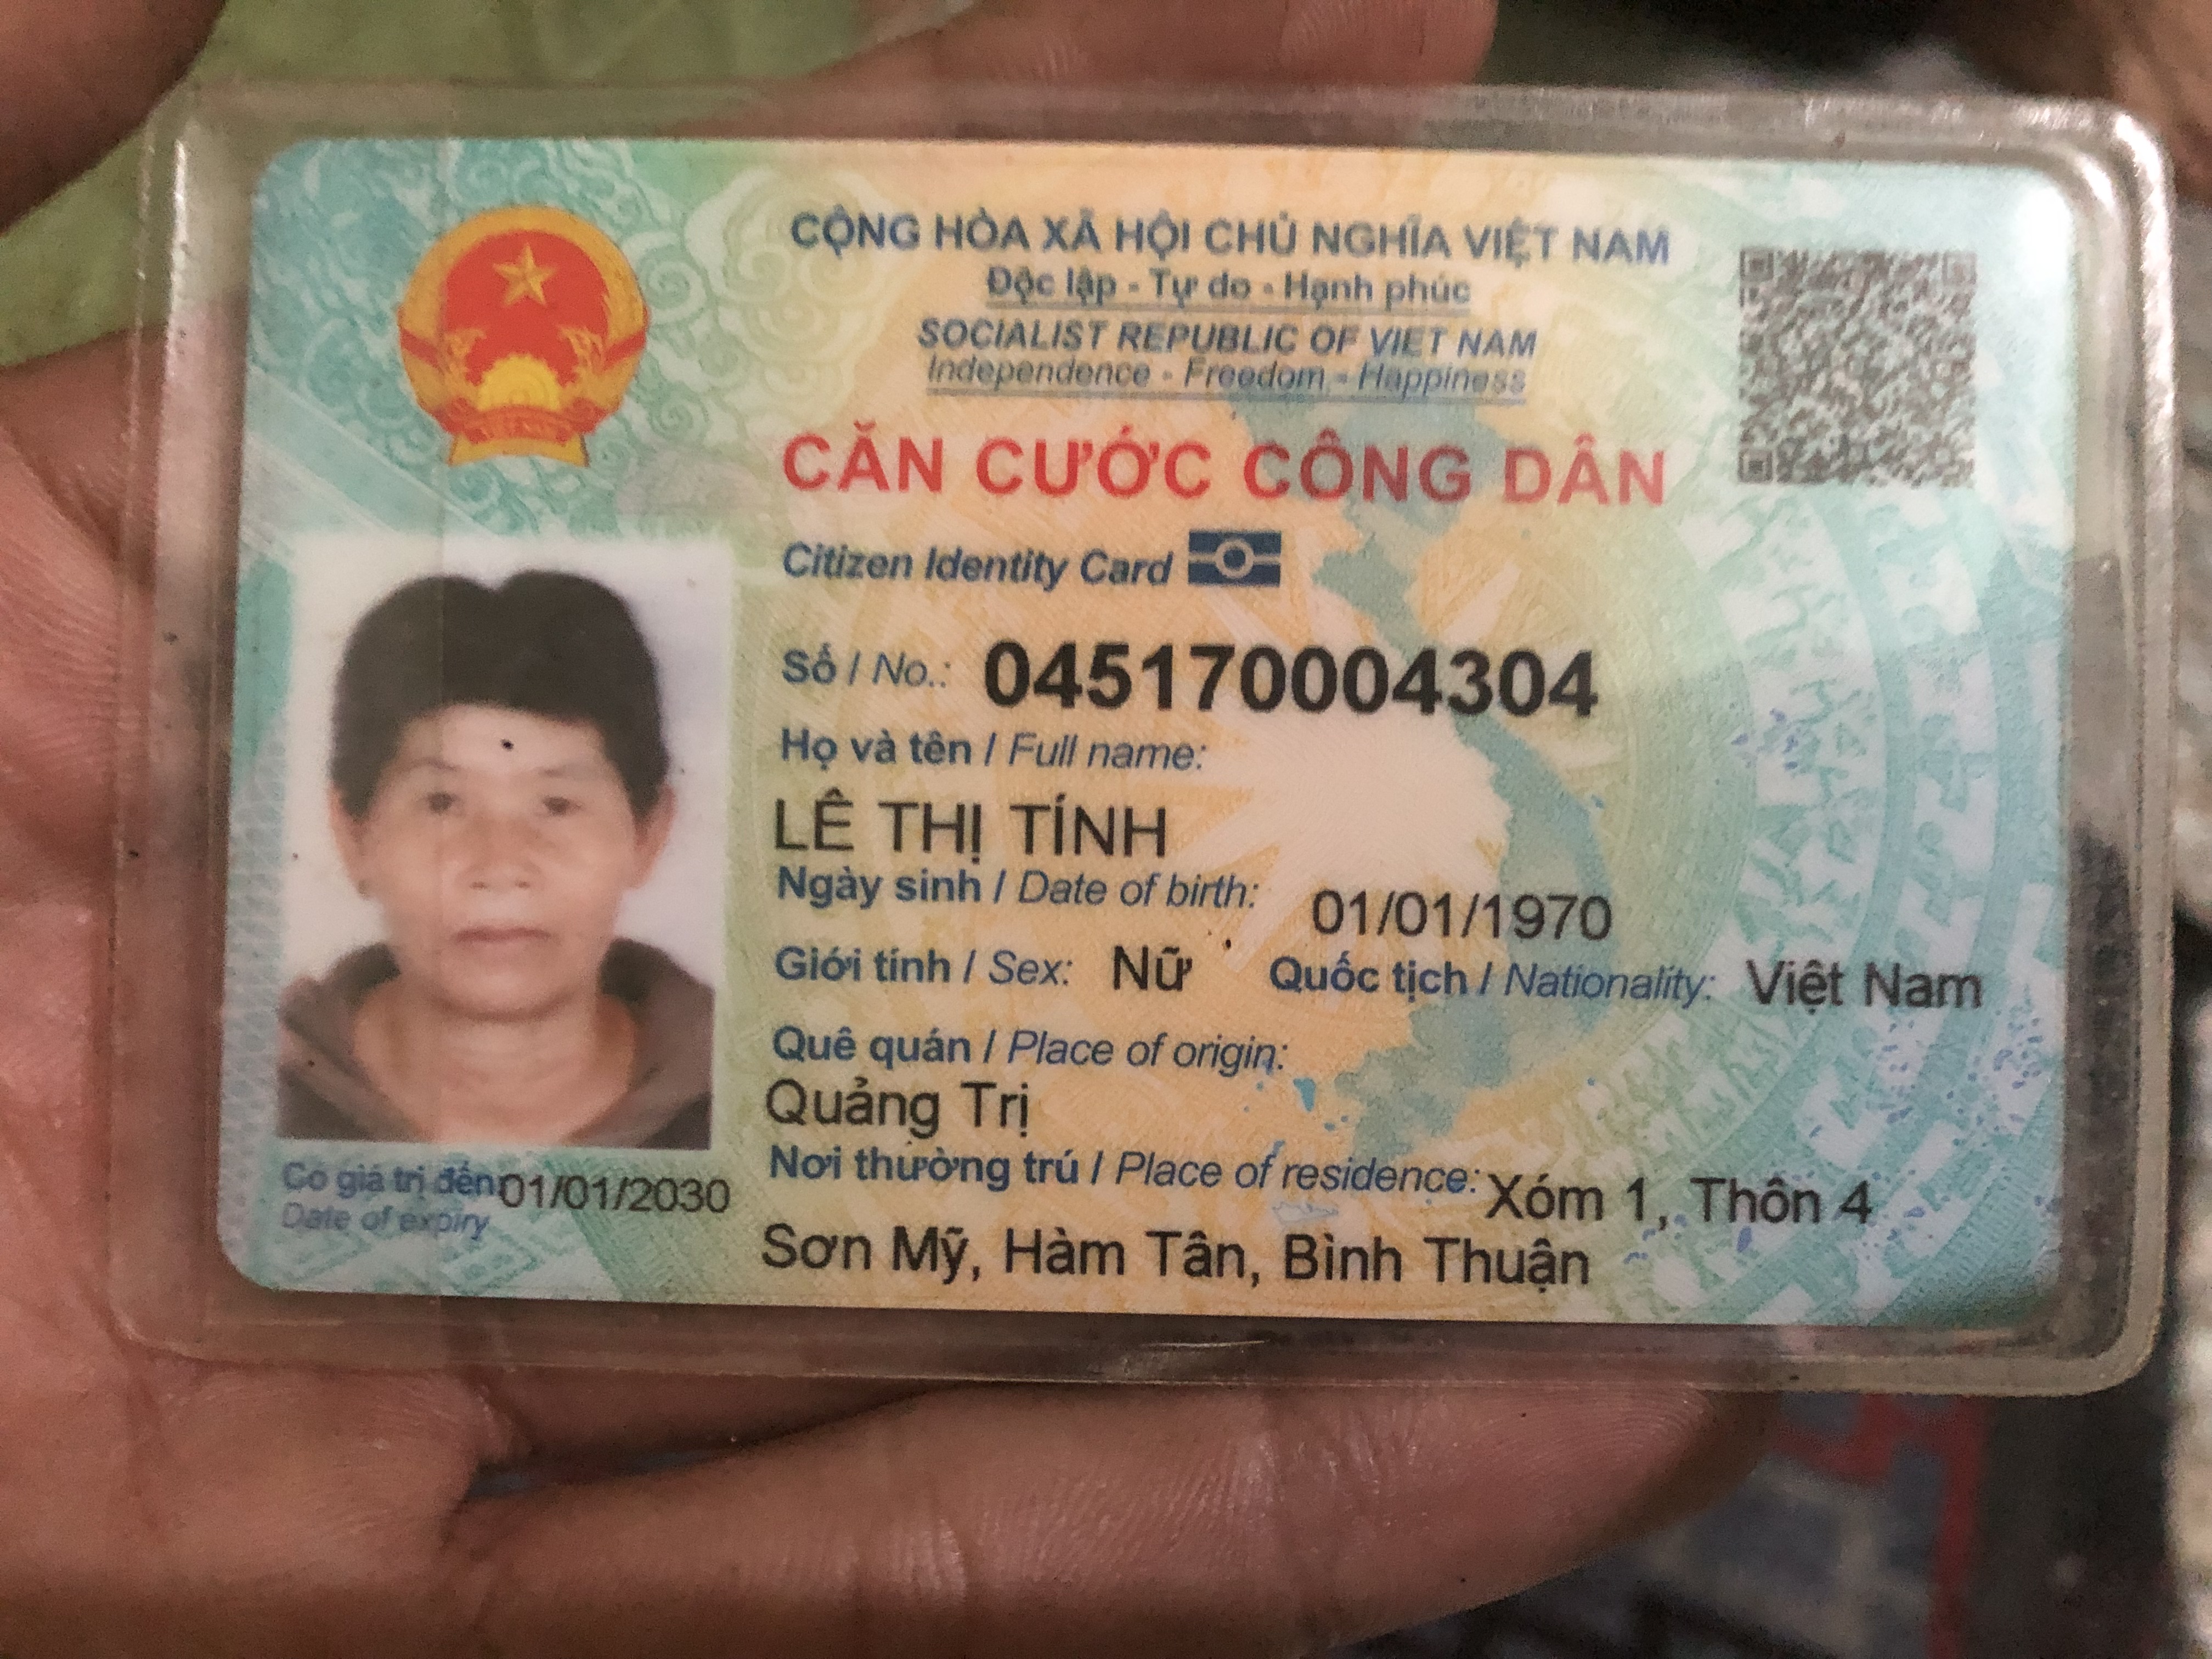 CỘNG HÒA XÃ HỘI CHỦ NGHĨA VIỆT NAM
Độc lập - Tự do - Hạnh phúc
SOCIALIST REPUBLIC OF VIET NAM
Independence - Freedom - Happiness
CĂN CƯỚC CÔNG DÂN
Citizen Identity Card
Số / No.: 045170004304
Họ và tên / Full name:
LÊ THỊ TÍNH
Ngày sinh / Date of birth: 01/01/1970
Giới tính / Sex: Nữ Quốc tịch / Nationality: Việt Nam
Quê quán / Place of origin:
Quảng Trị
Nơi thường trú / Place of residence: Xóm 1, Thôn 4
Sơn Mỹ, Hàm Tân, Bình Thuận
Có giá trị đến: 01/01/2030
Date of expiry